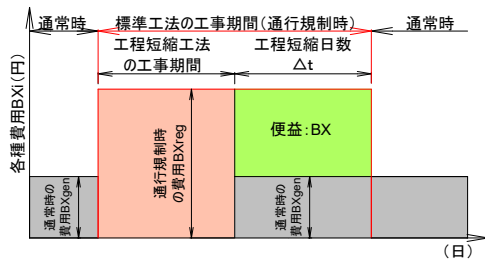 通常時
標準工法の工事期間(通行規制時)
通常時
工程短縮工法
の工事期間
工程短縮日数
△t
各種費用BXi(円)
通行規制時
の費用BXreg
便益:BX
通常時の
費用BXgen
通常時の
費用BXgen
(日)